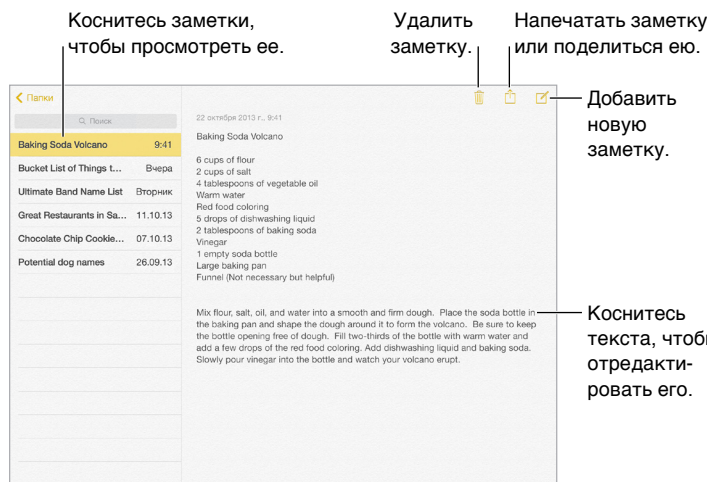 Коснитесь заметки,
чтобы просмотреть ее.
Удалить
заметку.
Напечатать заметку
или поделиться ею.
Добавить
новую
заметку.
Папки
Поиск
Baking Soda Volcano 9:41
Bucket List of Things t... Вчера
Ultimate Band Name List Вторник
Great Restaurants in Sa... 11.10.13
Chocolate Chip Cookie... 07.10.13
Potential dog names 26.09.13
22 октября 2013 г., 9:41
Baking Soda Volcano
6 cups of flour
2 cups of salt
4 tablespoons of vegetable oil
Warm water
Red food coloring
5 drops of dishwashing liquid
2 tablespoons of baking soda
Vinegar
1 empty soda bottle
Large baking pan
Funnel (Not necessary but helpful)
Mix flour, salt, oil, and water into a smooth and firm dough. Place the soda bottle in
the baking pan and shape the dough around it to form the volcano. Be sure to keep
the bottle opening free of dough. Fill two-thirds of the bottle with warm water and
add a few drops of the red food coloring. Add dishwashing liquid and baking soda.
Slowly pour vinegar into the bottle and watch your volcano erupt.
Коснитесь
текста, чтобы
отредакти-
ровать его.